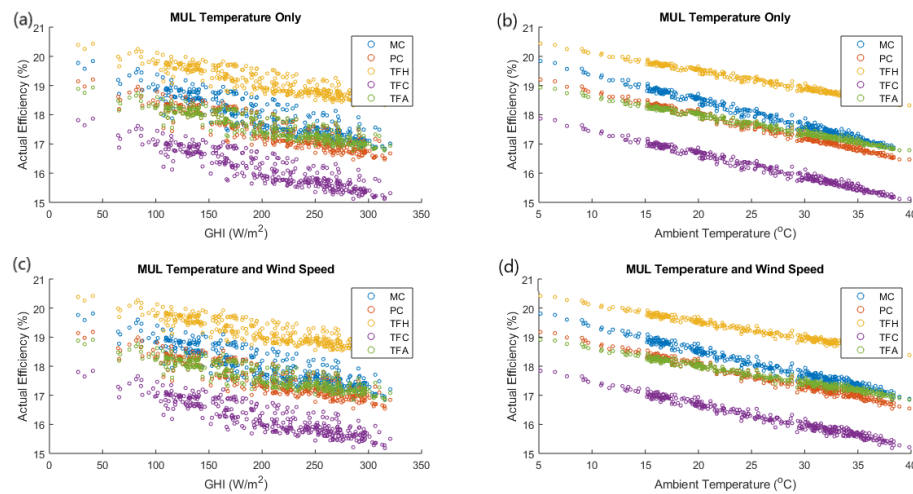 (a)
MUL Temperature Only
Actual Efficiency (%)
21
20
19
18
17
16
15
0
50
100
150
200
250
300
350
GHI (W/m²)
MC
PC
TFH
TFC
TFA
(b)
MUL Temperature Only
Actual Efficiency (%)
21
20
19
18
17
16
15
5
10
15
20
25
30
35
40
Ambient Temperature (°C)
MC
PC
TFH
TFC
TFA
(c)
MUL Temperature and Wind Speed
Actual Efficiency (%)
21
20
19
18
17
16
15
0
50
100
150
200
250
300
350
GHI (W/m²)
MC
PC
TFH
TFC
TFA
(d)
MUL Temperature and Wind Speed
Actual Efficiency (%)
21
20
19
18
17
16
15
5
10
15
20
25
30
35
40
Ambient Temperature (°C)
MC
PC
TFH
TFC
TFA